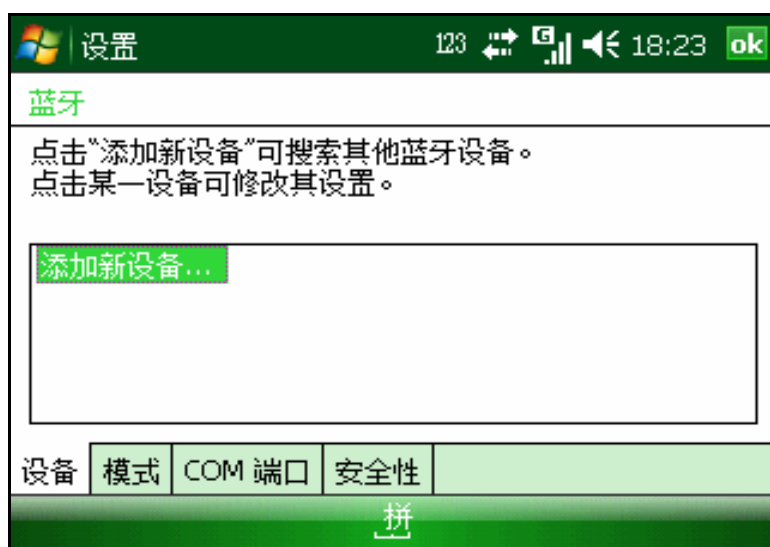 设置 123 G 18:23 ok
蓝牙
点击"添加新设备"可搜索其他蓝牙设备。
点击某一设备可修改其设置。
添加新设备...
设备 模式 COM 端口 安全性
拼